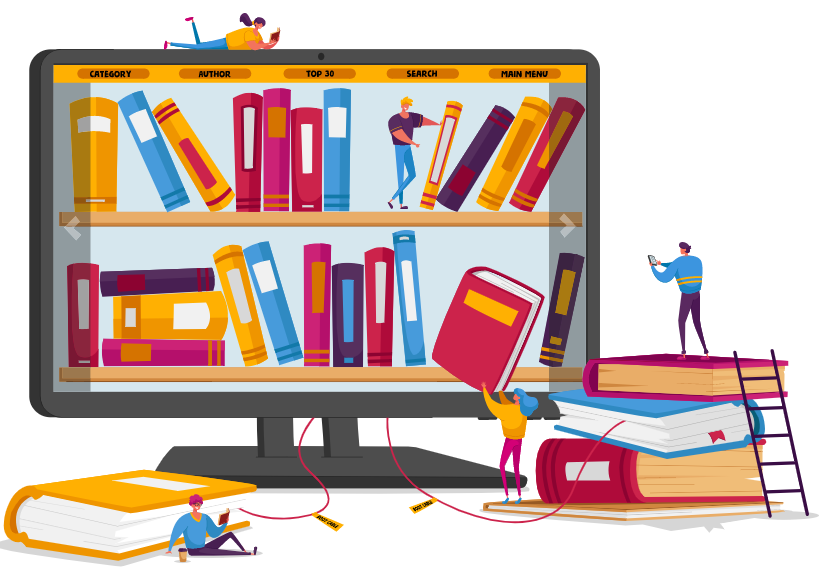 CATEGORY
AUTHOR
TOP 30
SEARCH
MAIN MENU